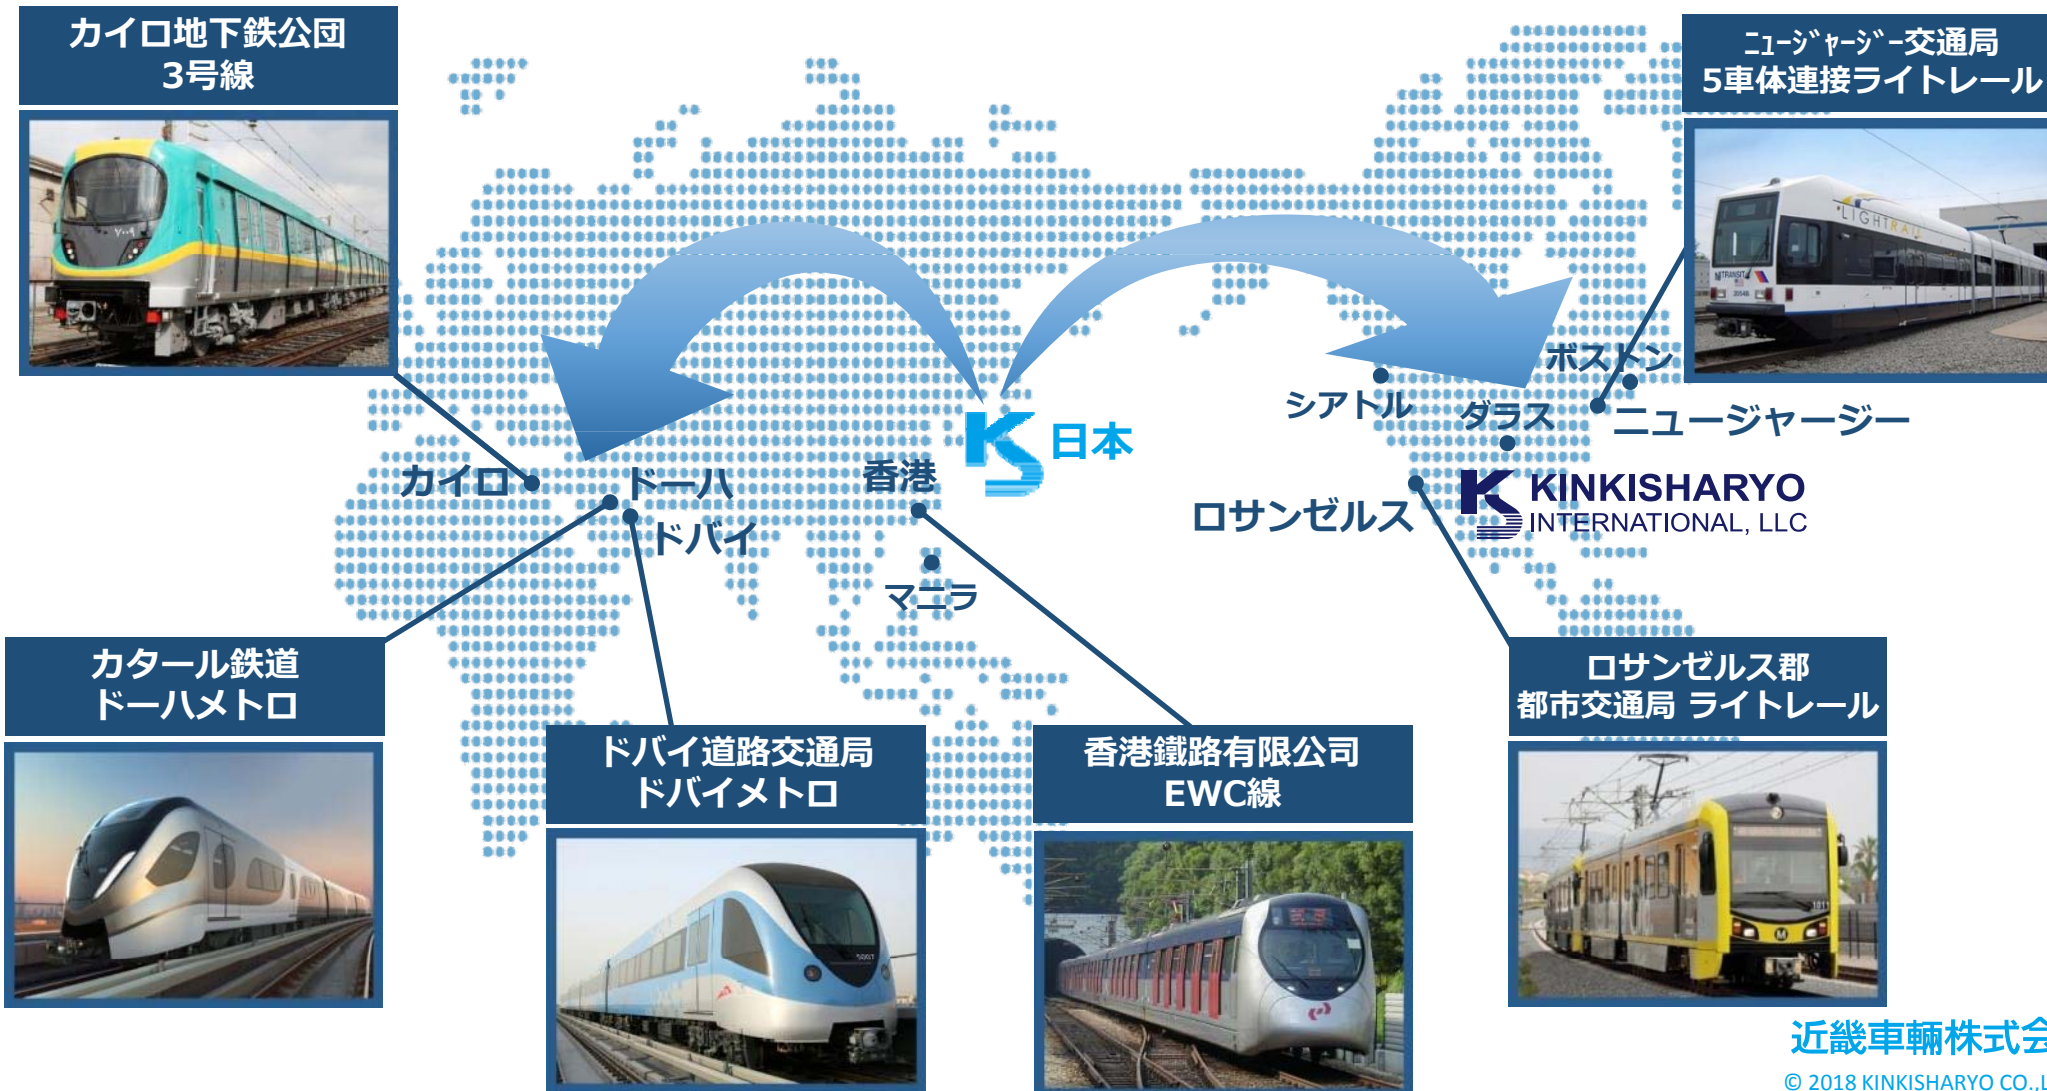 カイロ地下鉄公団
3号線
ﾆｭｰｼﾞｬｰｼﾞｰ交通局
5車体連接ライトレール
LIGHTRAIL
NJTRANSIT
ボストン
シアトル
ダラス
ニュージャージー
KS 日本
カイロ
ドーハ
香港
ドバイ
ロサンゼルス
KINKISHARYO
INTERNATIONAL, LLC
マニラ
カタール鉄道
ドーハメトロ
ロサンゼルス郡
都市交通局 ライトレール
ドバイ道路交通局
ドバイメトロ
香港鐵路有限公司
EWC線
5007
1011
M
近畿車輛株式会
© 2018 KINKISHARYO CO.,L